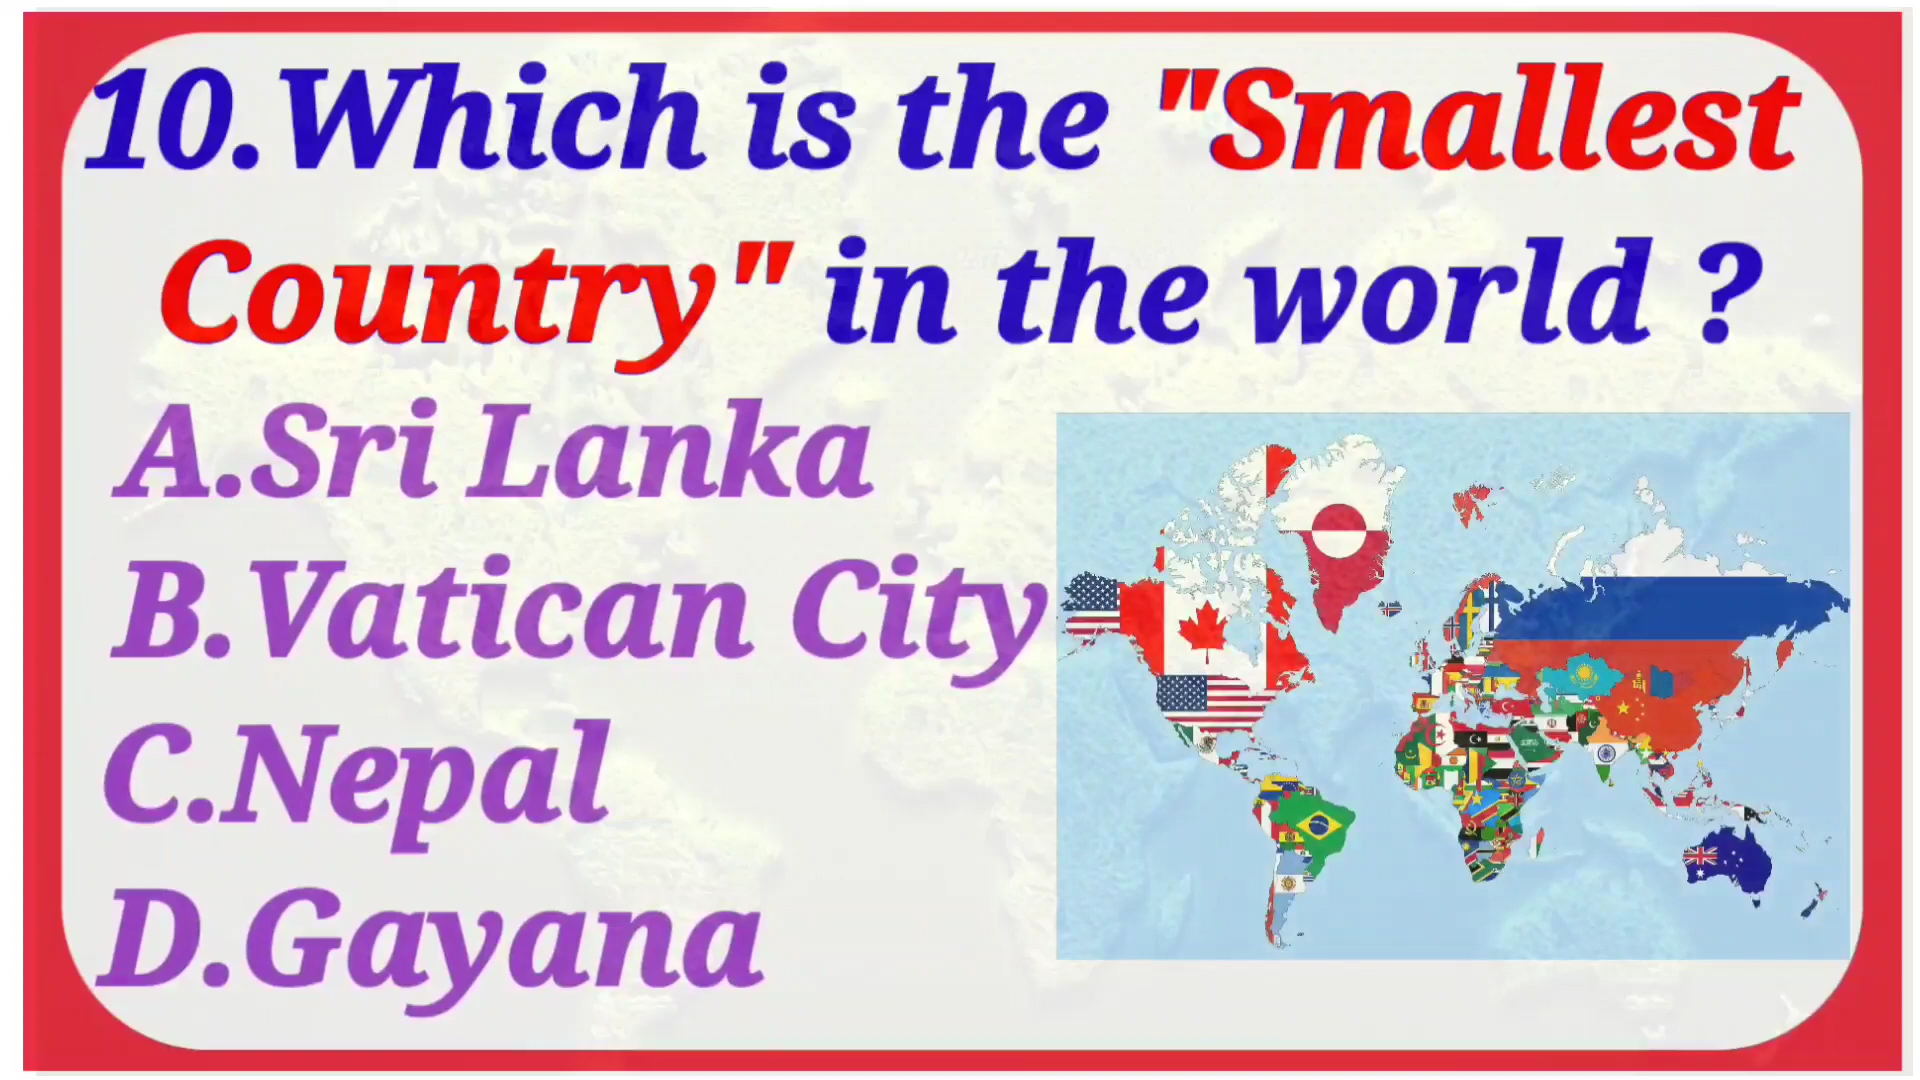 10.Which is the "Smallest
Country" in the world ?
A.Sri Lanka
B.Vatican City
C.Nepal
D.Gayana